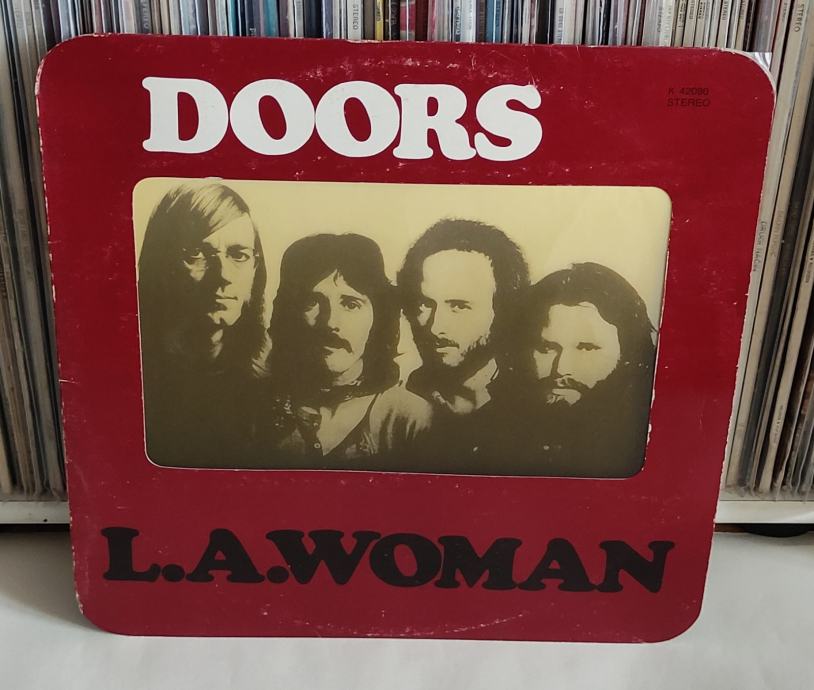 DOORS
K 42090
STEREO
L.A.WOMAN